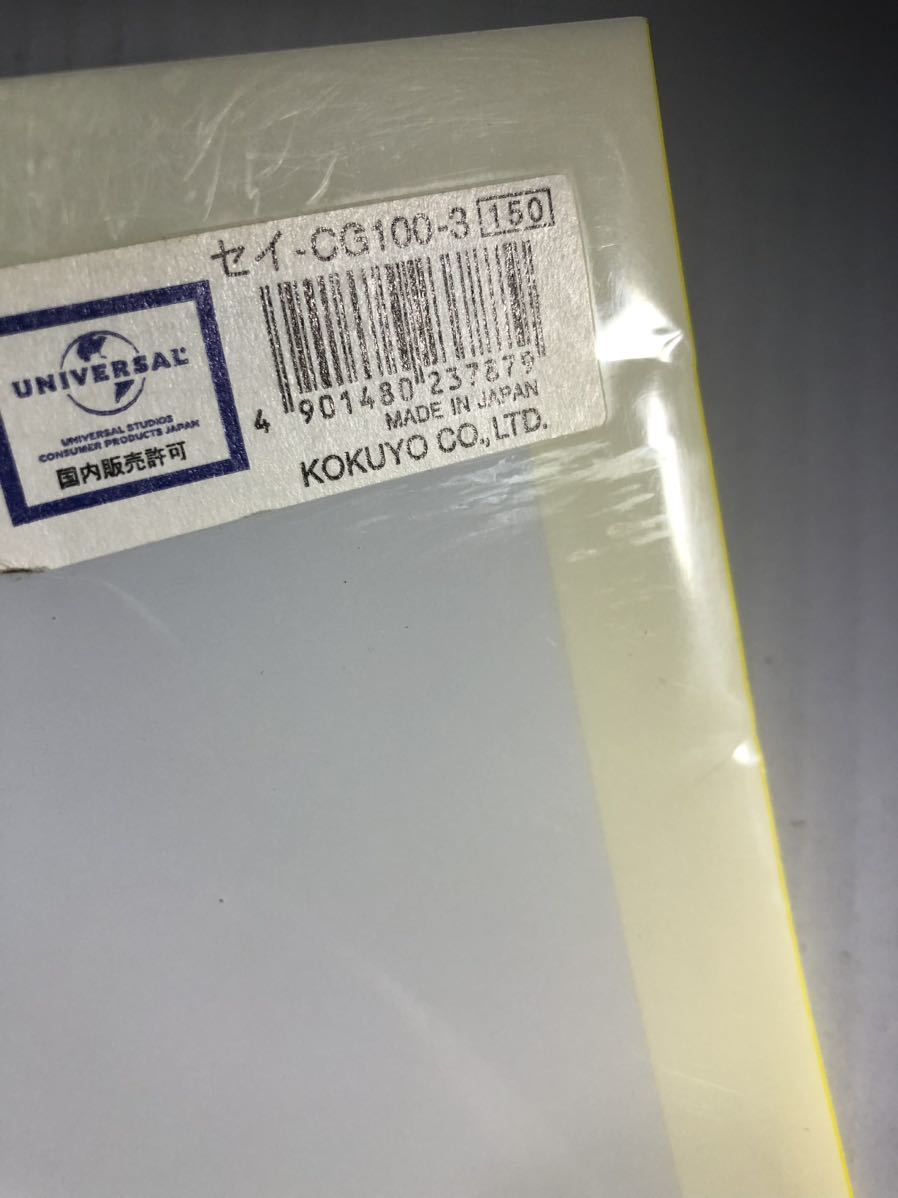 セイ-CG100-3 150
UNIVERSAL
UNIVERSAL STUDIOS
CONSUMER PRODUCTS JAPAN
国内販売許可
4 901480 237879
MADE IN JAPAN
KOKUYO CO., LTD.